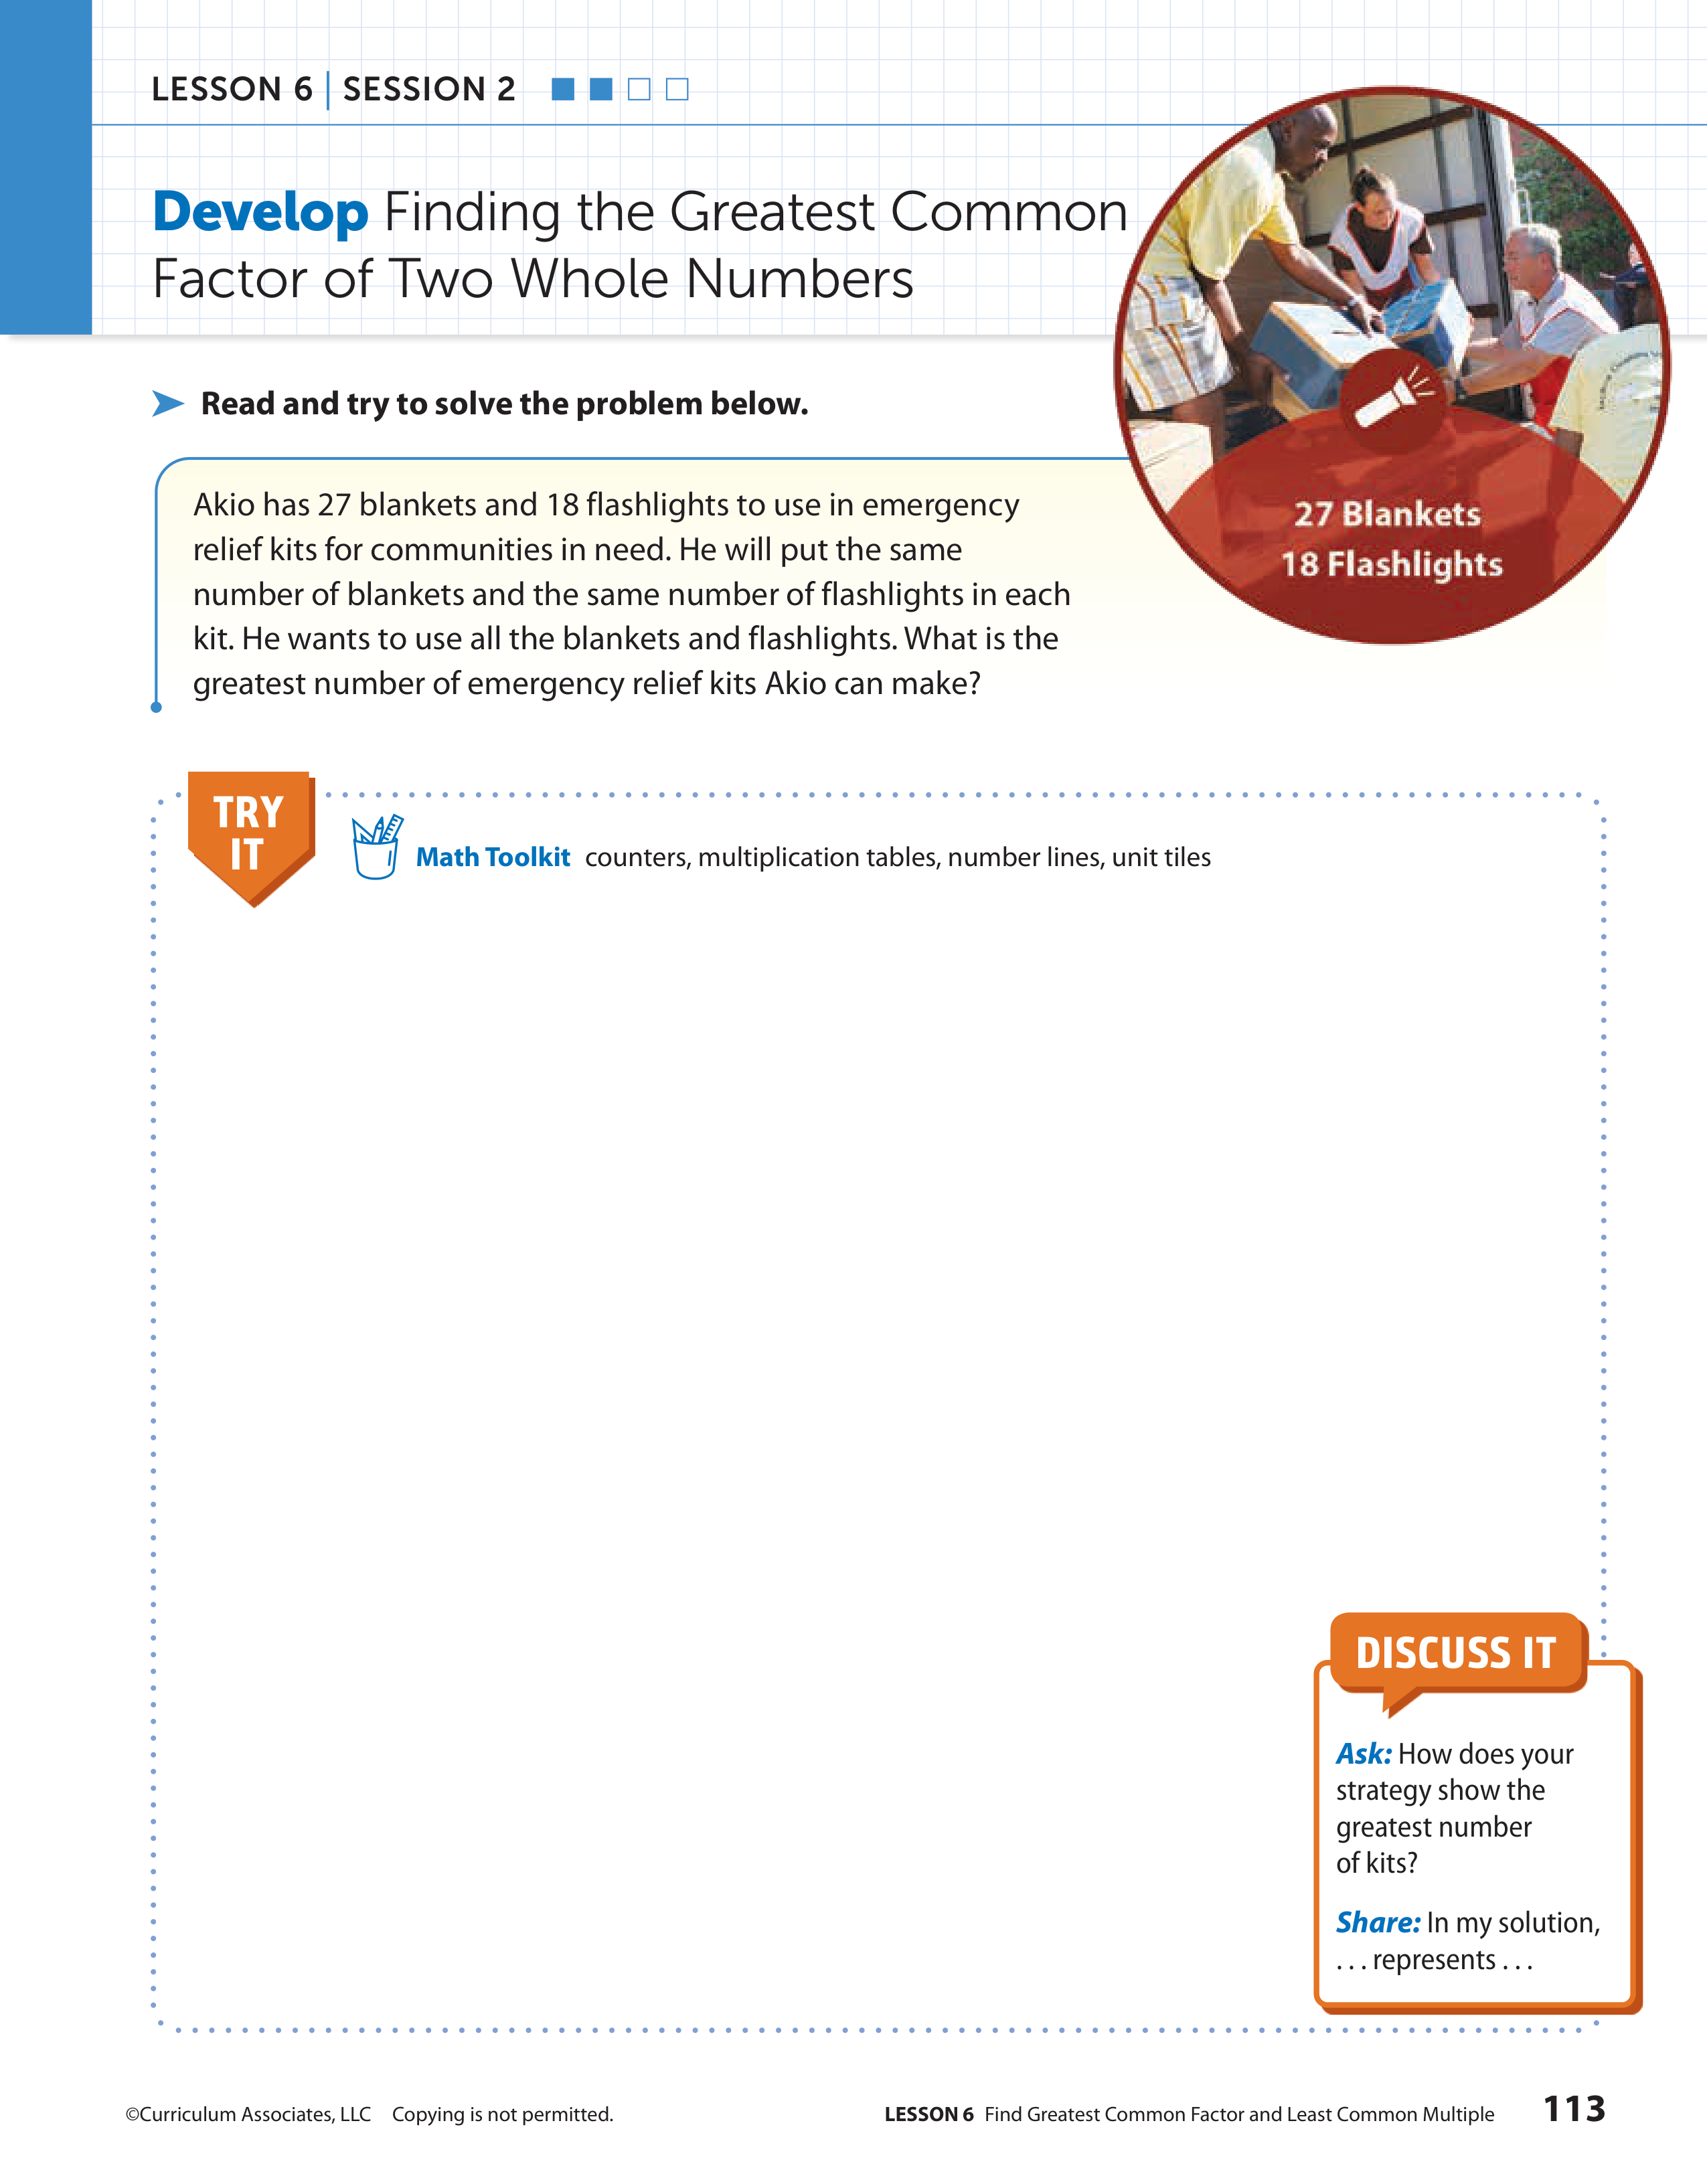 LESSON 6 | SESSION 2
Develop Finding the Greatest Common
Factor of Two Whole Numbers
Read and try to solve the problem below.
Akio has 27 blankets and 18 flashlights to use in emergency
relief kits for communities in need. He will put the same
number of blankets and the same number of flashlights in each
kit. He wants to use all the blankets and flashlights. What is the
greatest number of emergency relief kits Akio can make?
27 Blankets
18 Flashlights
TRY
IT
Math Toolkit counters, multiplication tables, number lines, unit tiles
DISCUSS IT
Ask: How does your
strategy show the
greatest number
of kits?
Share: In my solution,
. . . represents . . .
©Curriculum Associates, LLC Copying is not permitted.
LESSON 6 Find Greatest Common Factor and Least Common Multiple 113